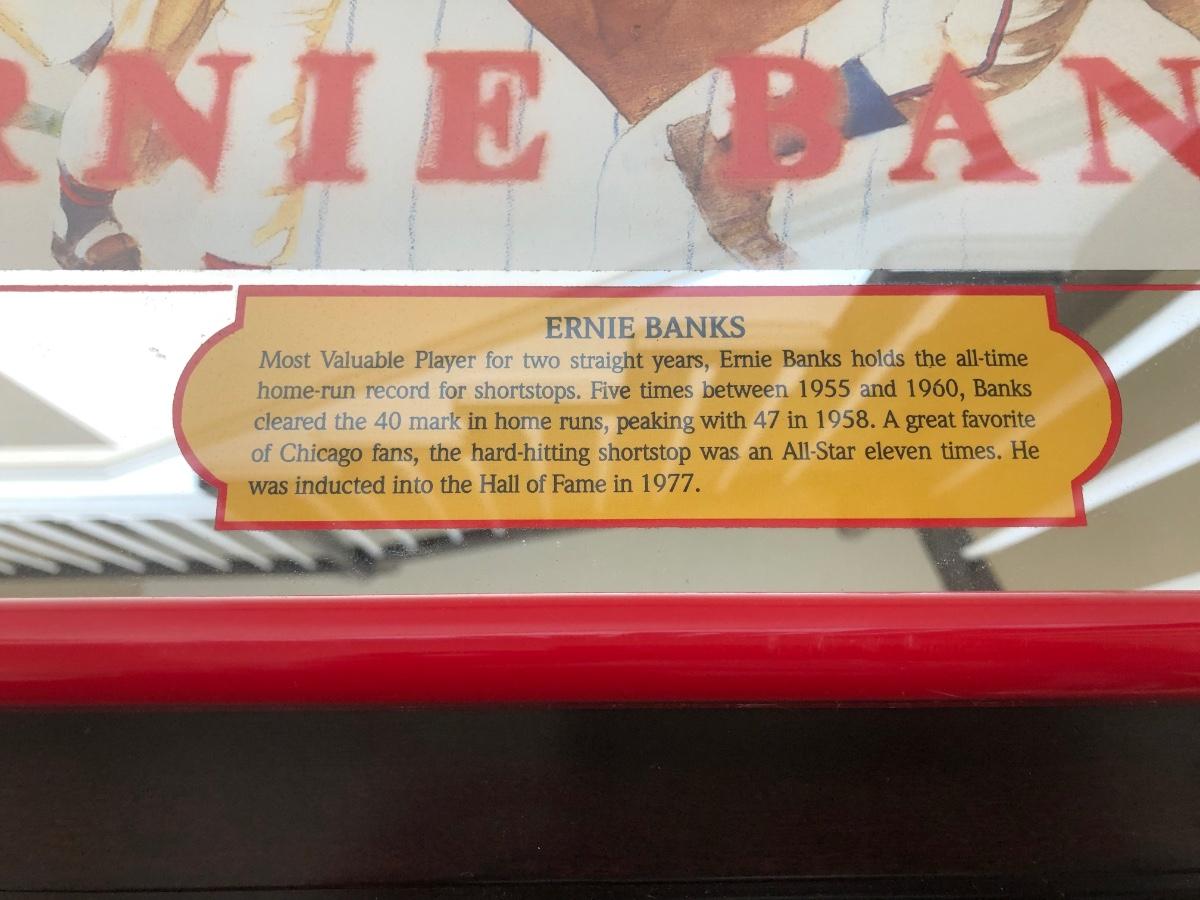 RNIE BAN
ERNIE BANKS
Most Valuable Player for two straight years, Ernie Banks holds the all-time
home-run record for shortstops. Five times between 1955 and 1960, Banks
cleared the 40 mark in home runs, peaking with 47 in 1958. A great favorite
of Chicago fans, the hard-hitting shortstop was an All-Star eleven times. He
was inducted into the Hall of Fame in 1977.